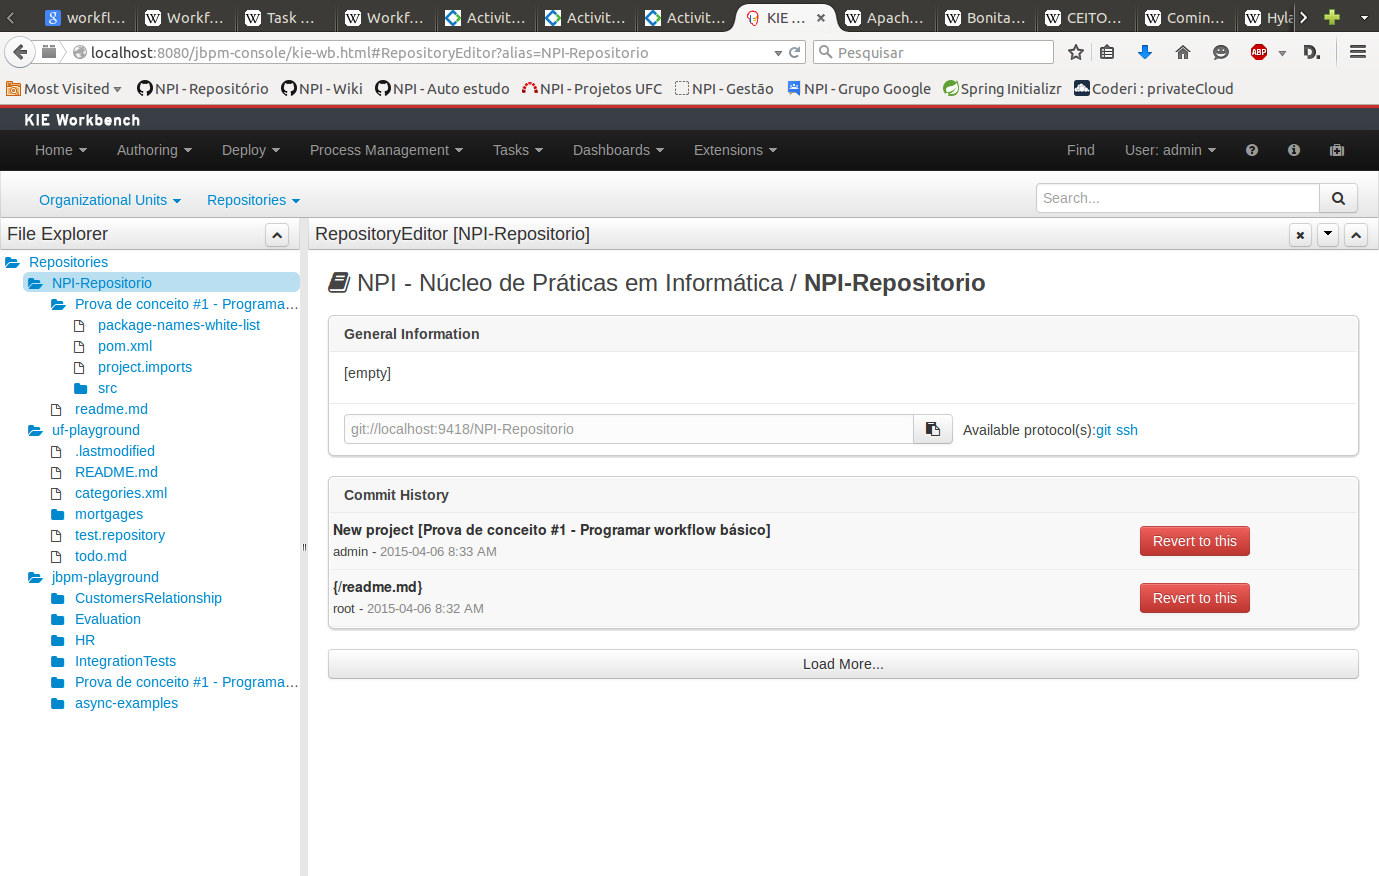 workfl...
Workf...
Task ...
Workf...
Activit...
Activit...
Activit...
KIE ...
Apach...
Bonita...
CEITO...
Comin...
Hyla
localhost:8080/jbpm-console/kie-wb.html#RepositoryEditor?alias=NPI-Repositorio
Pesquisar
ABP
D.
Most Visited
NPI - Repositório
NPI - Wiki
NPI - Auto estudo
NPI - Projetos UFC
NPI - Gestão
NPI - Grupo Google
Spring Initializr
Coderi : privateCloud
KIE Workbench
Home
Authoring
Deploy
Process Management
Tasks
Dashboards
Extensions
Find
User: admin
Organizational Units
Repositories
Search...
File Explorer
RepositoryEditor [NPI-Repositorio]
Repositories
NPI-Repositorio
Prova de conceito #1 - Programa...
package-names-white-list
pom.xml
project.imports
src
readme.md
uf-playground
.lastmodified
README.md
categories.xml
mortgages
test.repository
todo.md
jbpm-playground
CustomersRelationship
Evaluation
HR
IntegrationTests
Prova de conceito #1 - Programa...
async-examples
NPI - Núcleo de Práticas em Informática / NPI-Repositorio
General Information
[empty]
git://localhost:9418/NPI-Repositorio
Available protocol(s):git ssh
Commit History
New project [Prova de conceito #1 - Programar workflow básico]
admin - 2015-04-06 8:33 AM
Revert to this
{/readme.md}
root - 2015-04-06 8:32 AM
Revert to this
Load More...